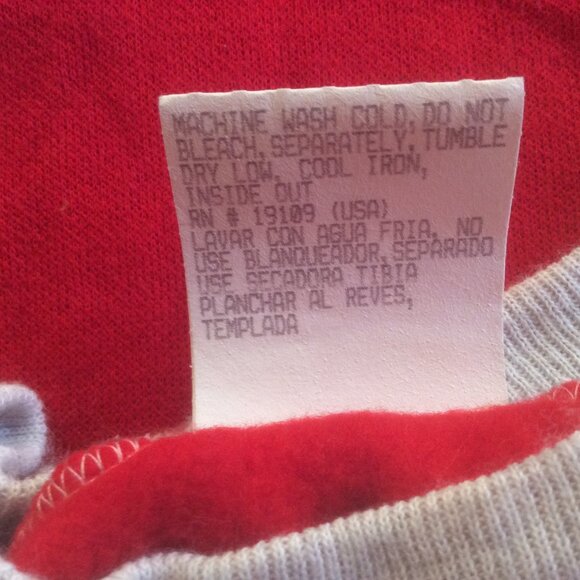 MACHINE WASH COLD, DO NOT
BLEACH, SEPARATELY, TUMBLE
DRY LOW, COOL IRON,
INSIDE OUT
RN # 19109 (USA)
LAVAR CON AGUA FRIA, NO
USE BLANQUEADOR, SEPARADO
USE SECADORA TIBIA
PLANCHAR AL REVES,
TEMPLADA